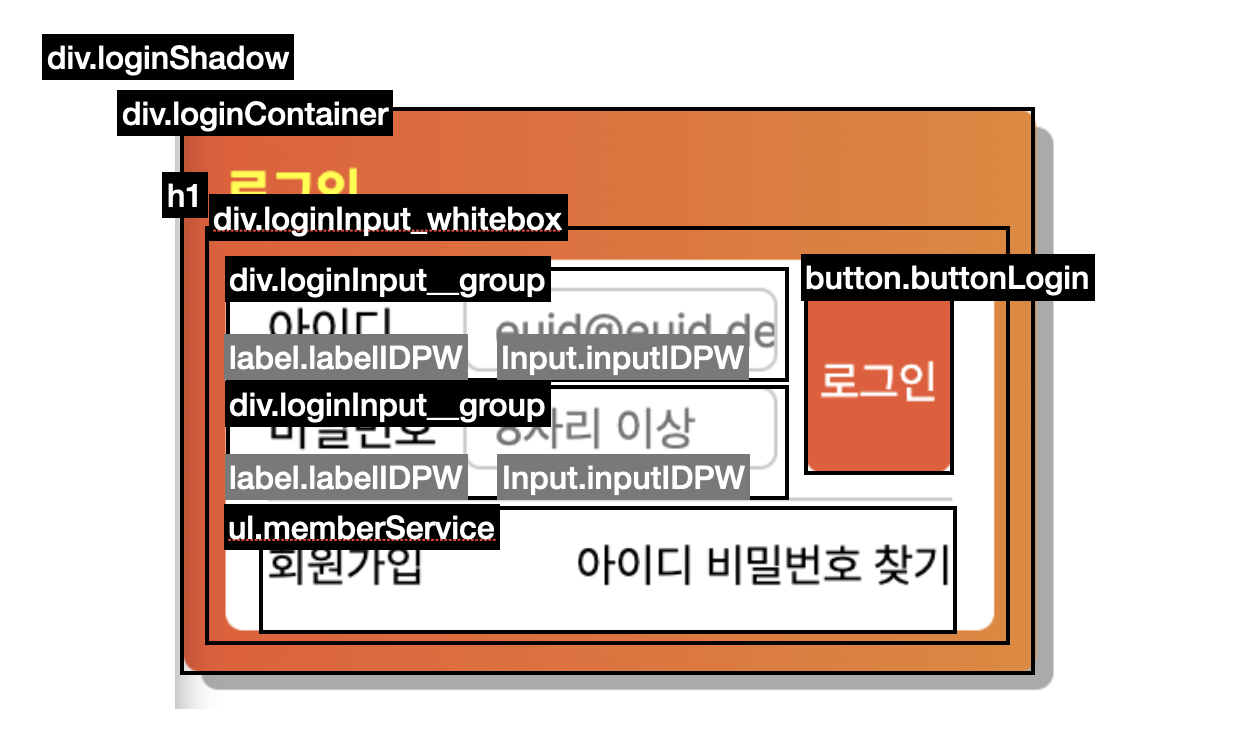 div.loginShadow
div.loginContainer
로그인
h1
div.loginInput_whitebox
div.loginInput__group
button.buttonLogin
아이디
euid@euid.de
label.labelIDPW
Input.inputIDPW
로그인
div.loginInput__group
비밀번호
8자리 이상
label.labelIDPW
Input.inputIDPW
ul.memberService
회원가입
아이디 비밀번호 찾기